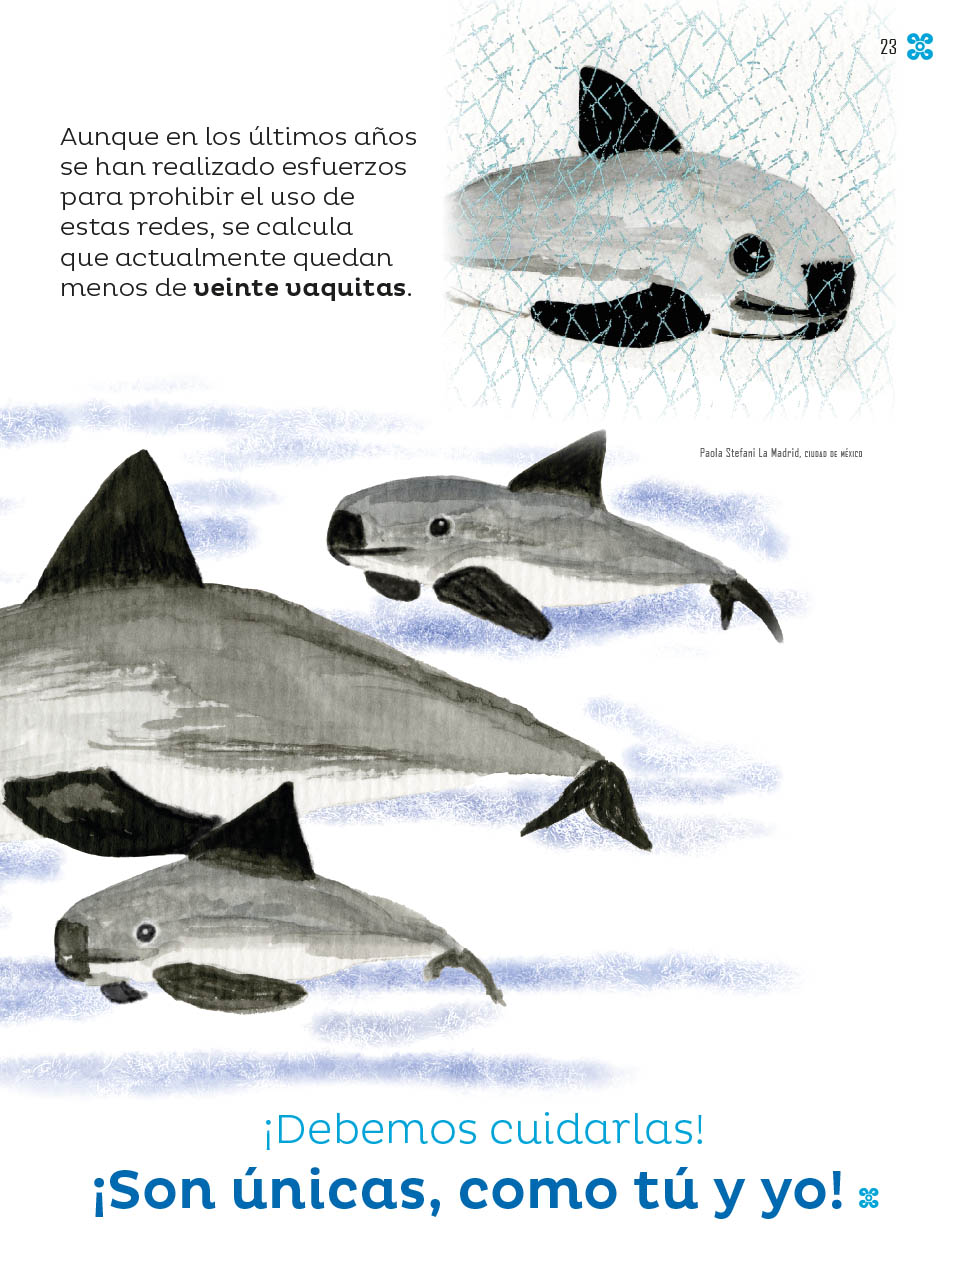 23
Aunque en los últimos años
se han realizado esfuerzos
para prohibir el uso de
estas redes, se calcula
que actualmente quedan
menos de veinte vaquitas.
Paola Stefani La Madrid, CIUDAD DE MÉXICO
¡Debemos cuidarlas!
¡Son únicas, como tú y yo!